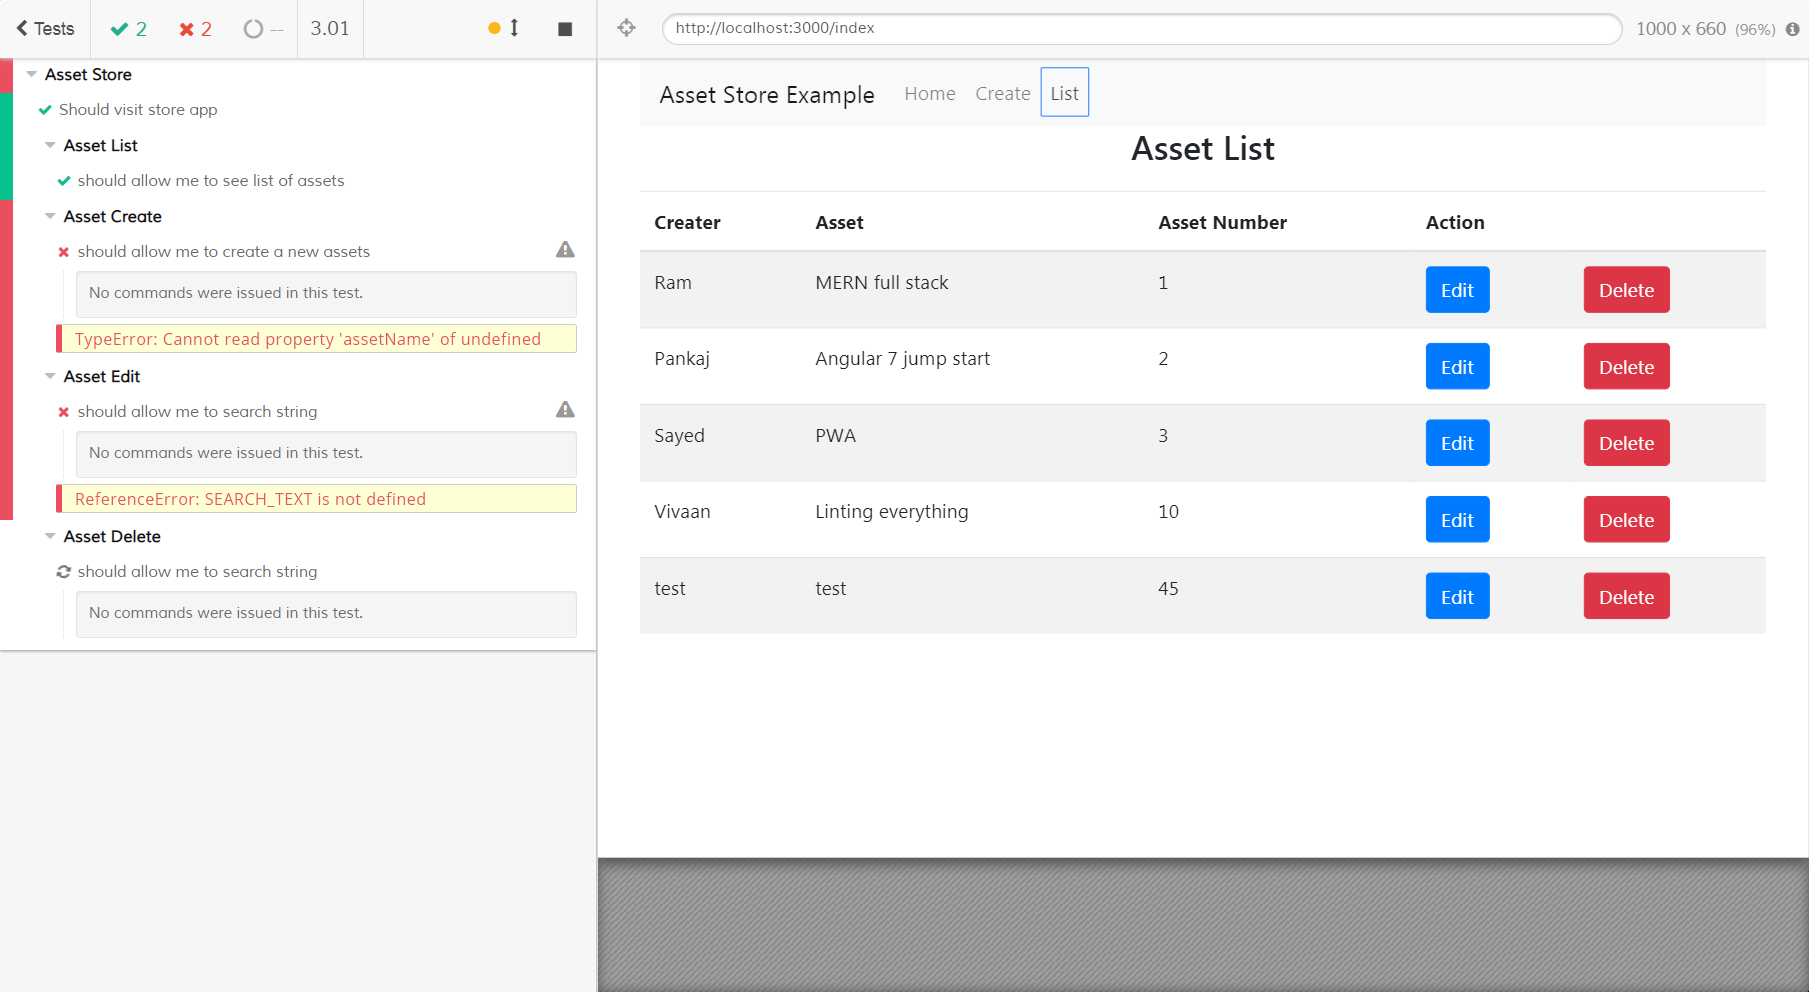 Tests 2 2 -- 3.01
Asset Store
Should visit store app
Asset List
should allow me to see list of assets
Asset Create
should allow me to create a new assets
No commands were issued in this test.
TypeError: Cannot read property 'assetName' of undefined
Asset Edit
should allow me to search string
No commands were issued in this test.
ReferenceError: SEARCH_TEXT is not defined
Asset Delete
should allow me to search string
No commands were issued in this test.
http://localhost:3000/index 1000 x 660 (96%)
Asset Store Example Home Create List
Asset List
Creater Asset Asset Number Action
Ram MERN full stack 1 Edit Delete
Pankaj Angular 7 jump start 2 Edit Delete
Sayed PWA 3 Edit Delete
Vivaan Linting everything 10 Edit Delete
test test 45 Edit Delete